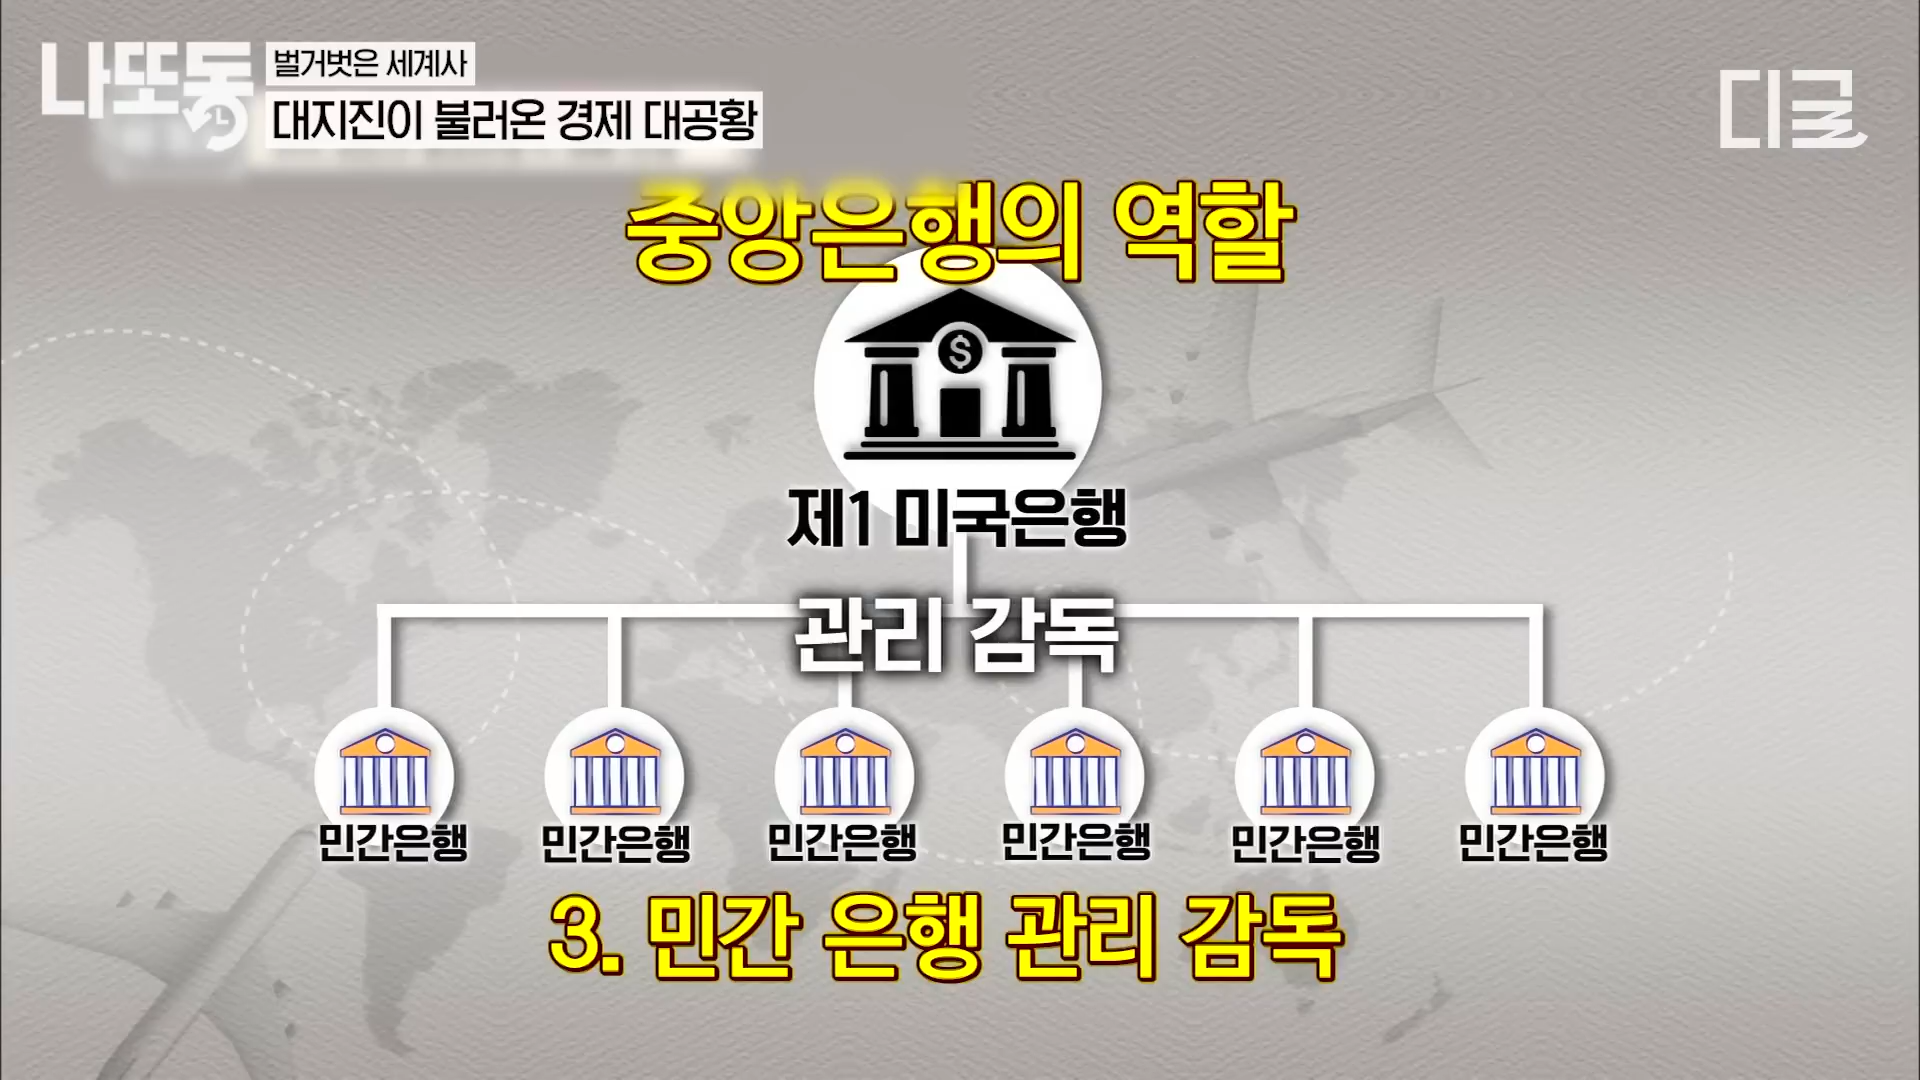 나또동
벌거벗은 세계사
대지진이 불러온 경제 대공황
디글
중앙은행의 역할
$
제1 미국은행
관리 감독
민간은행 민간은행 민간은행 민간은행 민간은행 민간은행
3. 민간 은행 관리 감독